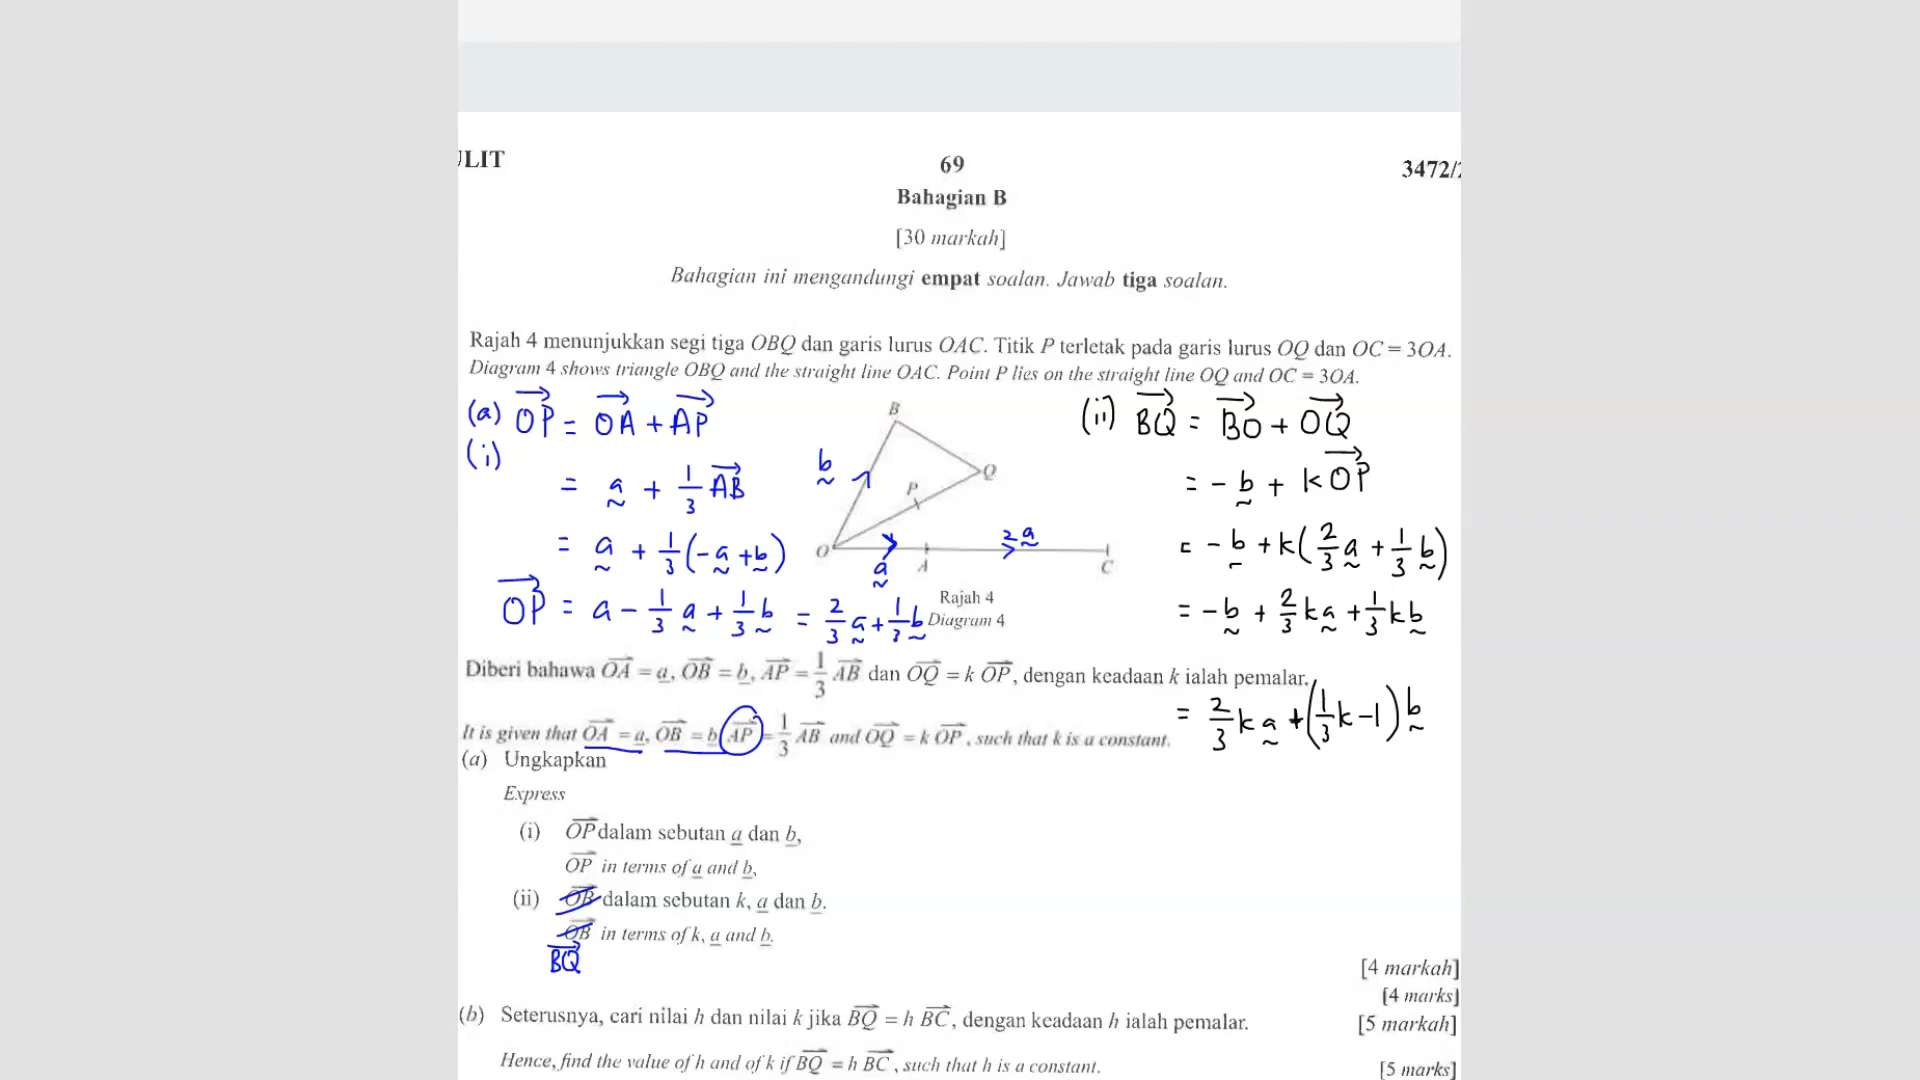 ULIT
69
3472/2
Bahagian B
[30 markah]
Bahagian ini mengandungi empat soalan. Jawab tiga soalan.
Rajah 4 menunjukkan segi tiga OBQ dan garis lurus OAC. Titik P terletak pada garis lurus OQ dan OC = 3OA.
Diagram 4 shows triangle OBQ and the straight line OAC. Point P lies on the straight line OQ and OC = 3OA.
(a) OP = OA + AP
(i)
= a + 1/3 AB
= a + 1/3 (-a + b)
OP = a - 1/3 a + 1/3 b = 2/3 a + 1/3 b
B
b
Q
P
O
a
A
2a
C
Rajah 4
Diagram 4
(ii) BQ = BO + OQ
= -b + kOP
= -b + k(2/3 a + 1/3 b)
= -b + 2/3 ka + 1/3 kb
= 2/3 ka + (1/3 k - 1) b
Diberi bahawa OA = a, OB = b, AP = 1/3 AB dan OQ = k OP, dengan keadaan k ialah pemalar.
It is given that OA = a, OB = b, AP = 1/3 AB and OQ = k OP, such that k is a constant.
(a) Ungkapkan
Express
(i) OP dalam sebutan a dan b,
OP in terms of a and b,
(ii) OB dalam sebutan k, a dan b.
OB in terms of k, a and b.
BQ
[4 markah]
[4 marks]
(b) Seterusnya, cari nilai h dan nilai k jika BQ = h BC, dengan keadaan h ialah pemalar.
[5 markah]
Hence, find the value of h and of k if BQ = h BC, such that h is a constant.
[5 marks]